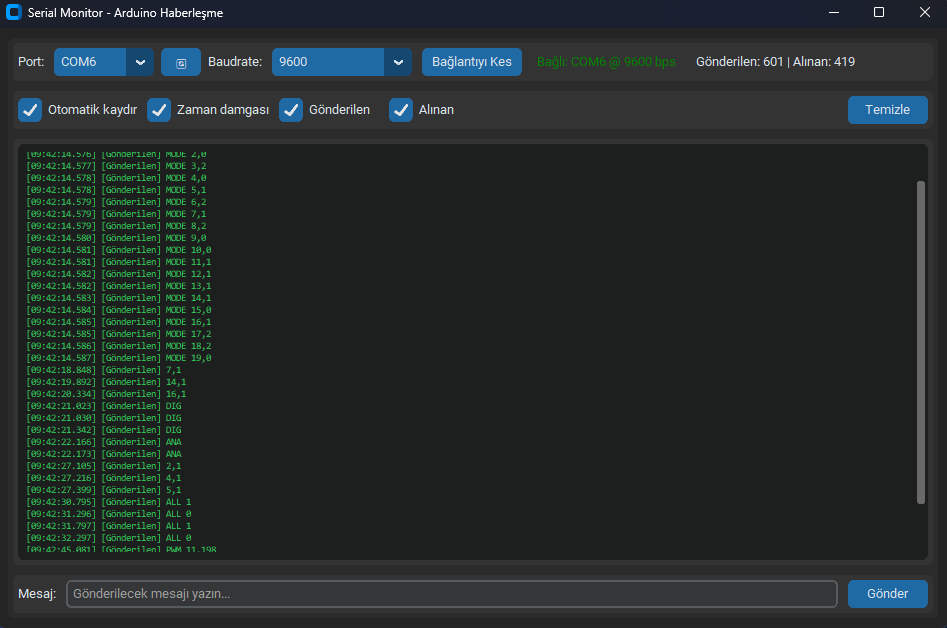 Serial Monitor - Arduino Haberleşme
Port: COM6 Baudrate: 9600 Bağlantıyı Kes Bağlı: COM6 @ 9600 bps Gönderilen: 601 | Alınan: 419
Otomatik kaydır Zaman damgası Gönderilen Alınan Temizle
[09:42:14.576] [Gönderilen] MODE 2,0
[09:42:14.577] [Gönderilen] MODE 3,2
[09:42:14.578] [Gönderilen] MODE 4,0
[09:42:14.578] [Gönderilen] MODE 5,1
[09:42:14.579] [Gönderilen] MODE 6,2
[09:42:14.579] [Gönderilen] MODE 7,1
[09:42:14.579] [Gönderilen] MODE 8,2
[09:42:14.580] [Gönderilen] MODE 9,0
[09:42:14.581] [Gönderilen] MODE 10,0
[09:42:14.581] [Gönderilen] MODE 11,1
[09:42:14.582] [Gönderilen] MODE 12,1
[09:42:14.582] [Gönderilen] MODE 13,1
[09:42:14.583] [Gönderilen] MODE 14,1
[09:42:14.584] [Gönderilen] MODE 15,0
[09:42:14.585] [Gönderilen] MODE 16,1
[09:42:14.585] [Gönderilen] MODE 17,2
[09:42:14.586] [Gönderilen] MODE 18,2
[09:42:14.587] [Gönderilen] MODE 19,0
[09:42:18.848] [Gönderilen] 7,1
[09:42:19.892] [Gönderilen] 14,1
[09:42:20.334] [Gönderilen] 16,1
[09:42:21.023] [Gönderilen] DIG
[09:42:21.030] [Gönderilen] DIG
[09:42:21.342] [Gönderilen] DIG
[09:42:22.166] [Gönderilen] ANA
[09:42:22.173] [Gönderilen] ANA
[09:42:27.105] [Gönderilen] 2,1
[09:42:27.216] [Gönderilen] 4,1
[09:42:27.399] [Gönderilen] 5,1
[09:42:30.795] [Gönderilen] ALL 1
[09:42:31.296] [Gönderilen] ALL 0
[09:42:31.797] [Gönderilen] ALL 1
[09:42:32.297] [Gönderilen] ALL 0
[09:42:45.081] [Gönderilen] PWM 11,198
Mesaj: Gönderilecek mesajı yazın... Gönder